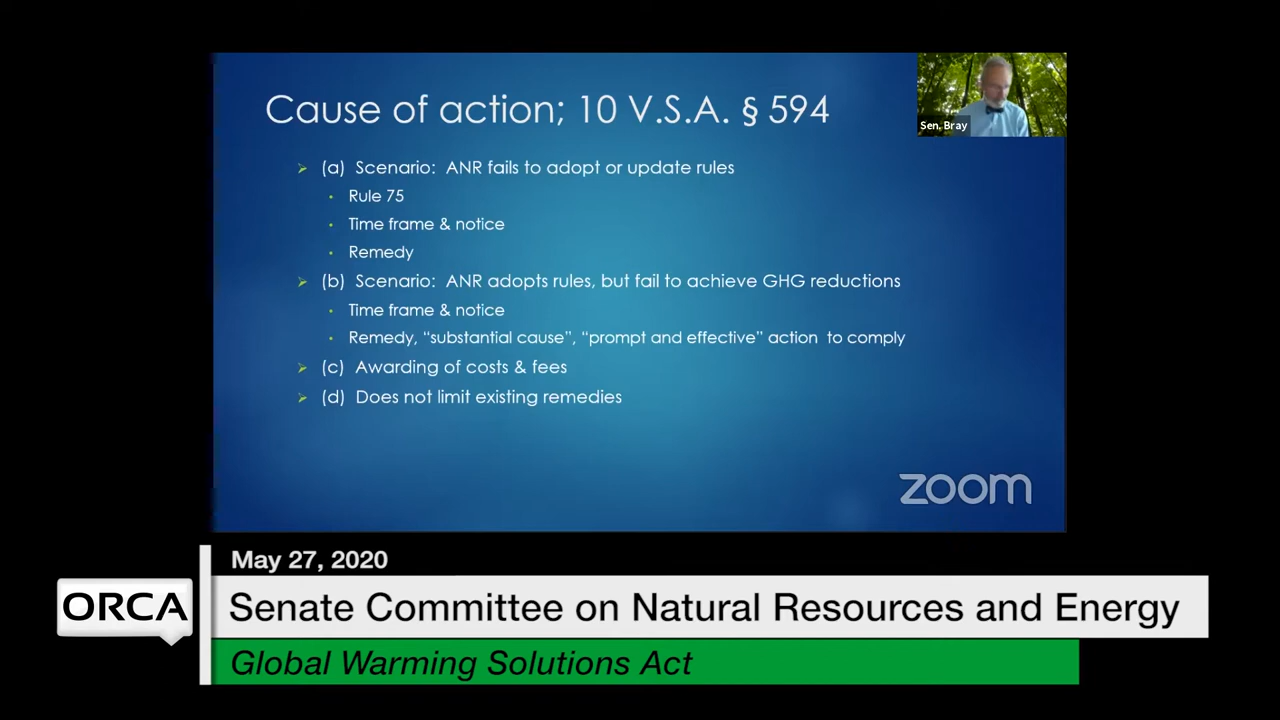 Cause of action; 10 V.S.A. § 594
Sen. Bray
(a) Scenario: ANR fails to adopt or update rules
Rule 75
Time frame & notice
Remedy
(b) Scenario: ANR adopts rules, but fail to achieve GHG reductions
Time frame & notice
Remedy, “substantial cause”, “prompt and effective” action to comply
(c) Awarding of costs & fees
(d) Does not limit existing remedies
zoom
May 27, 2020
ORCA
Senate Committee on Natural Resources and Energy
Global Warming Solutions Act